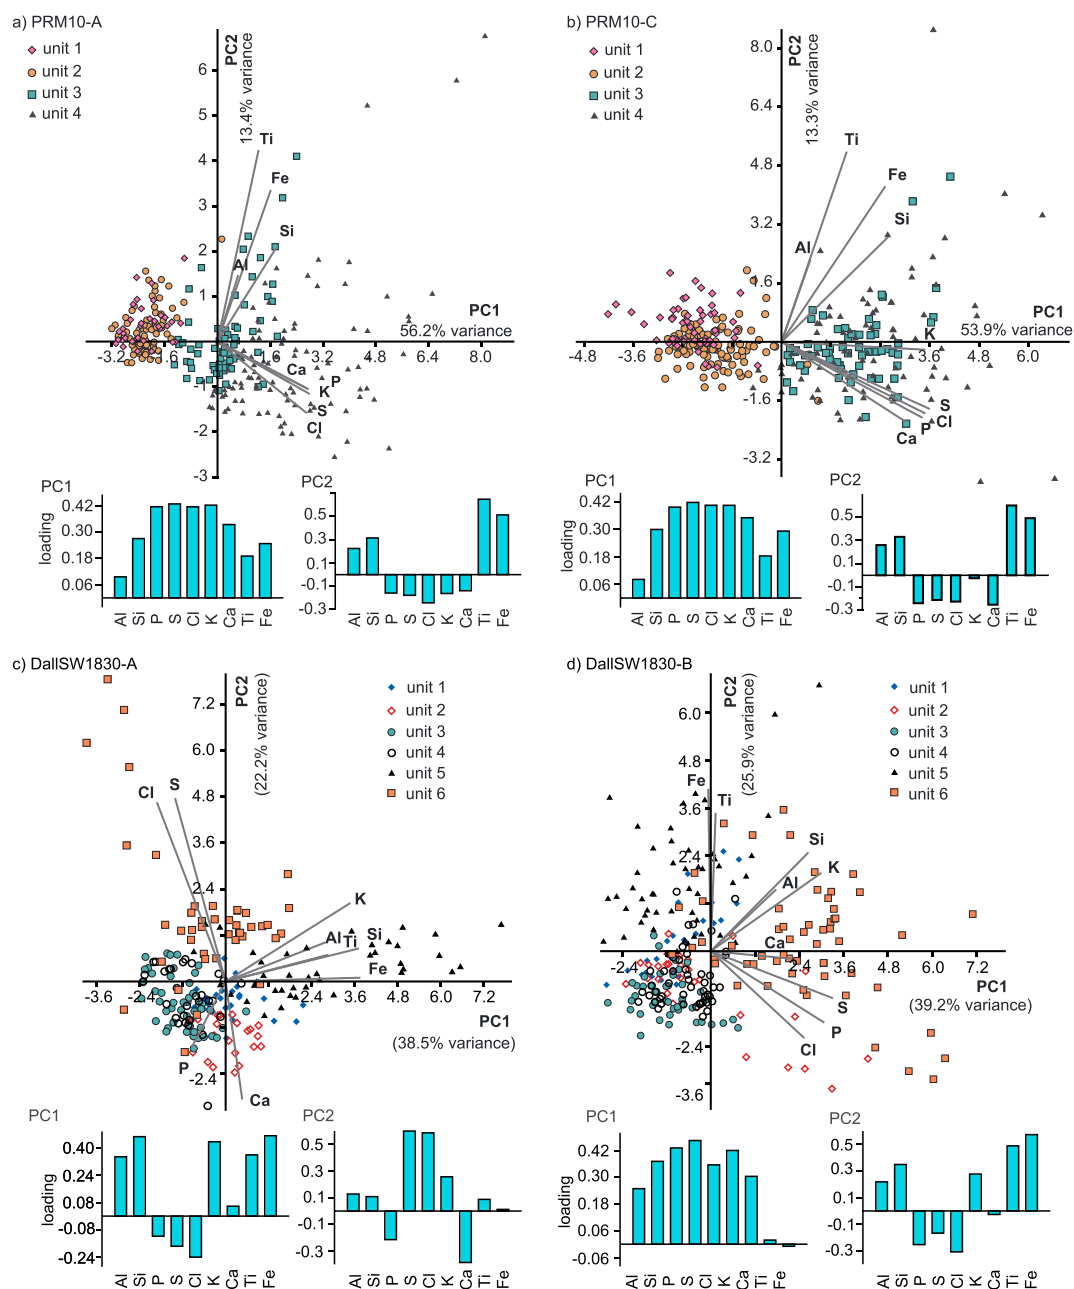 a) PRM10-A
unit 1
unit 2
unit 3
unit 4
PC2
13.4% variance
6
5
4
3
2
1
-1
-2
-3
-3.2
-1.6
1.6
3.2
4.8
6.4
8.0
Ti
Fe
Si
Al
Ca
P
K
S
Cl
PC1
56.2% variance
b) PRM10-C
unit 1
unit 2
unit 3
unit 4
PC2
13.3% variance
8.0
6.4
4.8
3.2
1.6
-1.6
-3.2
-4.8
-3.6
3.6
4.8
6.0
Ti
Fe
Si
Al
K
S
Cl
P
Ca
PC1
53.9% variance
PC1
loading
0.42
0.30
0.18
0.06
Al Si P S Cl K Ca Ti Fe
PC2
0.5
0.3
0.1
-0.1
-0.3
Al Si P S Cl K Ca Ti Fe
PC1
loading
0.42
0.30
0.18
0.06
Al Si P S Cl K Ca Ti Fe
PC2
0.5
0.3
0.1
-0.1
-0.3
Al Si P S Cl K Ca Ti Fe
c) DallSW1830-A
unit 1
unit 2
unit 3
unit 4
unit 5
unit 6
PC2
(22.2% variance)
7.2
6.0
4.8
3.6
2.4
-2.4
-3.6
-2.4
2.4
3.6
4.8
6.0
7.2
S
Cl
K
Al
Ti
Si
Fe
P
Ca
PC1
(38.5% variance)
d) DallSW1830-B
unit 1
unit 2
unit 3
unit 4
unit 5
unit 6
PC2
(25.9% variance)
6.0
4.8
3.6
2.4
-2.4
-3.6
-2.4
2.4
3.6
4.8
6.0
7.2
Fe
Ti
Si
K
Al
Ca
S
P
Cl
PC1
(39.2% variance)
PC1
loading
0.40
0.24
0.08
-0.08
-0.24
Al Si P S Cl K Ca Ti Fe
PC2
0.5
0.3
0.1
-0.1
-0.3
Al Si P S Cl K Ca Ti Fe
PC1
loading
0.42
0.30
0.18
0.06
-0.06
Al Si P S Cl K Ca Ti Fe
PC2
0.5
0.3
0.1
-0.1
-0.3
Al Si P S Cl K Ca Ti Fe